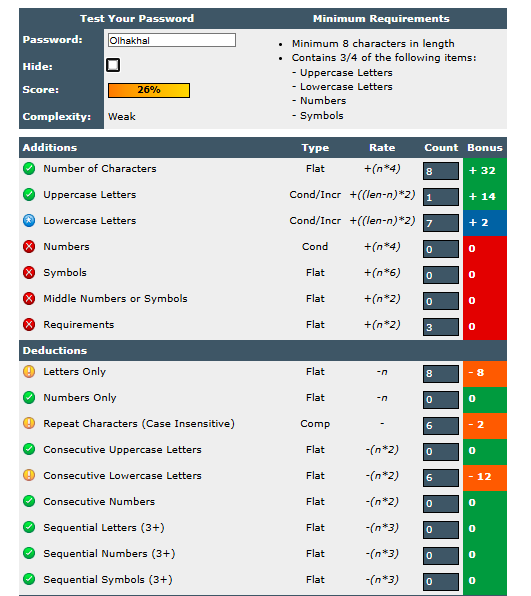 Test Your Password Minimum Requirements
Password: Olhakhal
Hide:
Score: 26%
Complexity: Weak
• Minimum 8 characters in length
• Contains 3/4 of the following items:
- Uppercase Letters
- Lowercase Letters
- Numbers
- Symbols
Additions Type Rate Count Bonus
Number of Characters Flat +(n*4) 8 + 32
Uppercase Letters Cond/Incr +((len-n)*2) 1 + 14
Lowercase Letters Cond/Incr +((len-n)*2) 7 + 2
Numbers Cond +(n*4) 0 0
Symbols Flat +(n*6) 0 0
Middle Numbers or Symbols Flat +(n*2) 0 0
Requirements Flat +(n*2) 3 0
Deductions
Letters Only Flat -n 8 - 8
Numbers Only Flat -n 0 0
Repeat Characters (Case Insensitive) Comp - 6 - 2
Consecutive Uppercase Letters Flat -(n*2) 0 0
Consecutive Lowercase Letters Flat -(n*2) 6 - 12
Consecutive Numbers Flat -(n*2) 0 0
Sequential Letters (3+) Flat -(n*3) 0 0
Sequential Numbers (3+) Flat -(n*3) 0 0
Sequential Symbols (3+) Flat -(n*3) 0 0